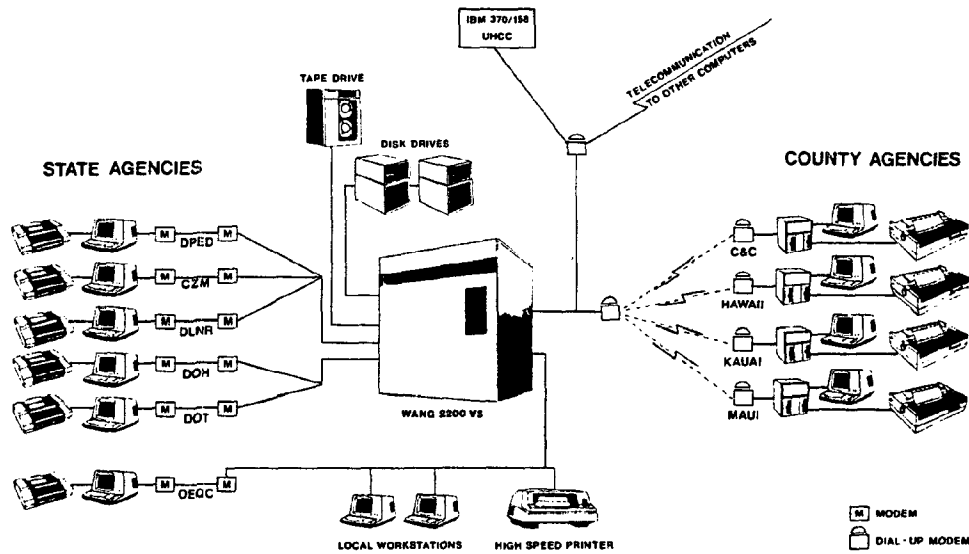 IBM 370/158
UHCC
TELECOMMUNICATION
TO OTHER COMPUTERS
TAPE DRIVE
DISK DRIVES
STATE AGENCIES
COUNTY AGENCIES
M DPED M
M CZM M
M DLNR M
M DOH M
M DOT M
M OEQC M
C&C
HAWAII
KAUAI
MAUI
WANG 2200 VS
LOCAL WORKSTATIONS
HIGH SPEED PRINTER
M MODEM
DIAL-UP MODEM